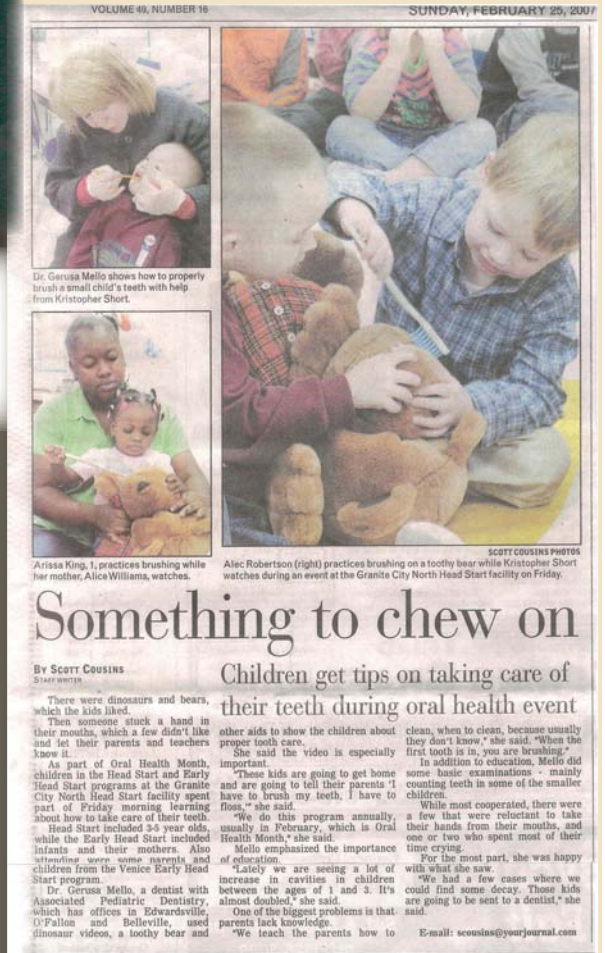 VOLUME 49, NUMBER 16
SUNDAY, FEBRUARY 25, 2007
Dr. Gerusa Mello shows how to properly
brush a small child's teeth with help
from Kristopher Short.
Arissa King, 1, practices brushing while
her mother, Alice Williams, watches.
SCOTT COUSINS PHOTOS
Alec Robertson (right) practices brushing on a toothy bear while Kristopher Short
watches during an event at the Granite City North Head Start facility on Friday.
Something to chew on
BY SCOTT COUSINS
STAFF WRITER
Children get tips on taking care of
their teeth during oral health event
There were dinosaurs and bears,
which the kids liked.
Then someone stuck a hand in
their mouths, which a few didn't like
and let their parents and teachers
know it.
As part of Oral Health Month,
children in the Head Start and Early
Head Start programs at the Granite
City North Head Start facility spent
part of Friday morning learning
about how to take care of their teeth.
Head Start included 3-5 year olds,
while the Early Head Start included
infants and their mothers. Also
attending were some parents and
children from the Venice Early Head
Start program.
Dr. Gerusa Mello, a dentist with
Associated Pediatric Dentistry,
which has offices in Edwardsville,
O'Fallon and Belleville, used
dinosaur videos, a toothy bear and
other aids to show the children about
proper tooth care.
She said the video is especially
important.
"These kids are going to get home
and are going to tell their parents 'I
have to brush my teeth, I have to
floss,'" she said.
"We do this program annually,
usually in February, which is Oral
Health Month," she said.
Mello emphasized the importance
of education.
"Lately we are seeing a lot of
increase in cavities in children
between the ages of 1 and 3. It's
almost doubled," she said.
One of the biggest problems is that
parents lack knowledge.
"We teach the parents how to
clean, when to clean, because usually
they don't know," she said. "When the
first tooth is in, you are brushing."
In addition to education, Mello did
some basic examinations - mainly
counting teeth in some of the smaller
children.
While most cooperated, there were
a few that were reluctant to take
their hands from their mouths, and
one or two who spent most of their
time crying.
For the most part, she was happy
with what she saw.
"We had a few cases where we
could find some decay. Those kids
are going to be sent to a dentist," she
said.
E-mail: scousins@yourjournal.com